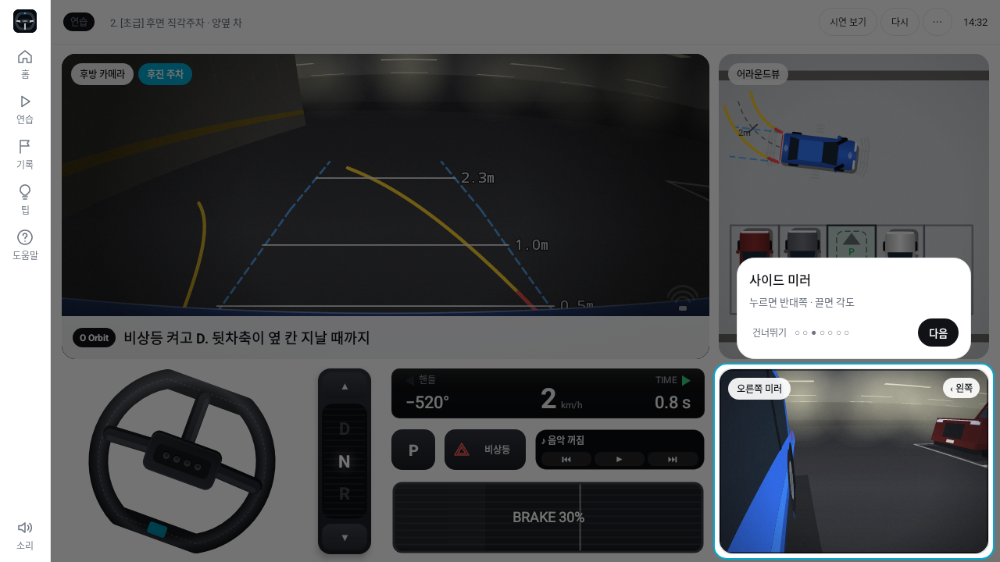 연습
2. [초급] 후면 직각주차 · 양옆 차
시연 보기
다시
···
14:32
홈
연습
기록
팁
도움말
소리
후방 카메라
후진 주차
2.3m
1.0m
0.5m
O Orbit
비상등 켜고 D. 뒷차축이 옆 칸 지날 때까지
어라운드뷰
2m
P
사이드 미러
누르면 반대쪽 · 끌면 각도
건너뛰기
다음
D
N
R
핸들
-520°
2 km/h
TIME
0.8 s
P
비상등
♪ 음악 꺼짐
BRAKE 30%
오른쪽 미러
‹ 왼쪽